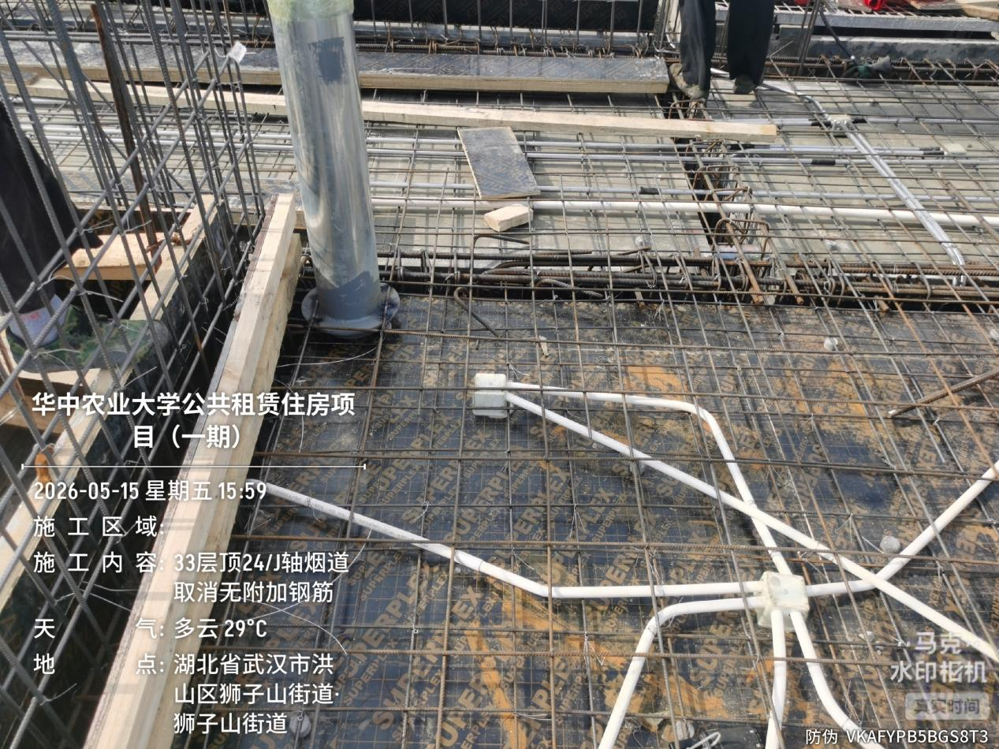 华中农业大学公共租赁住房项
目（一期）
2026-05-15 星期五 15:59
施工区域:
施工内容: 33层顶24/J轴烟道
取消无附加钢筋
天气: 多云 29°C
地点: 湖北省武汉市洪
山区狮子山街道·
狮子山街道
马克
水印相机
真实时间
防伪 VKAFYPB5BGS8T3
SUPERPLEX